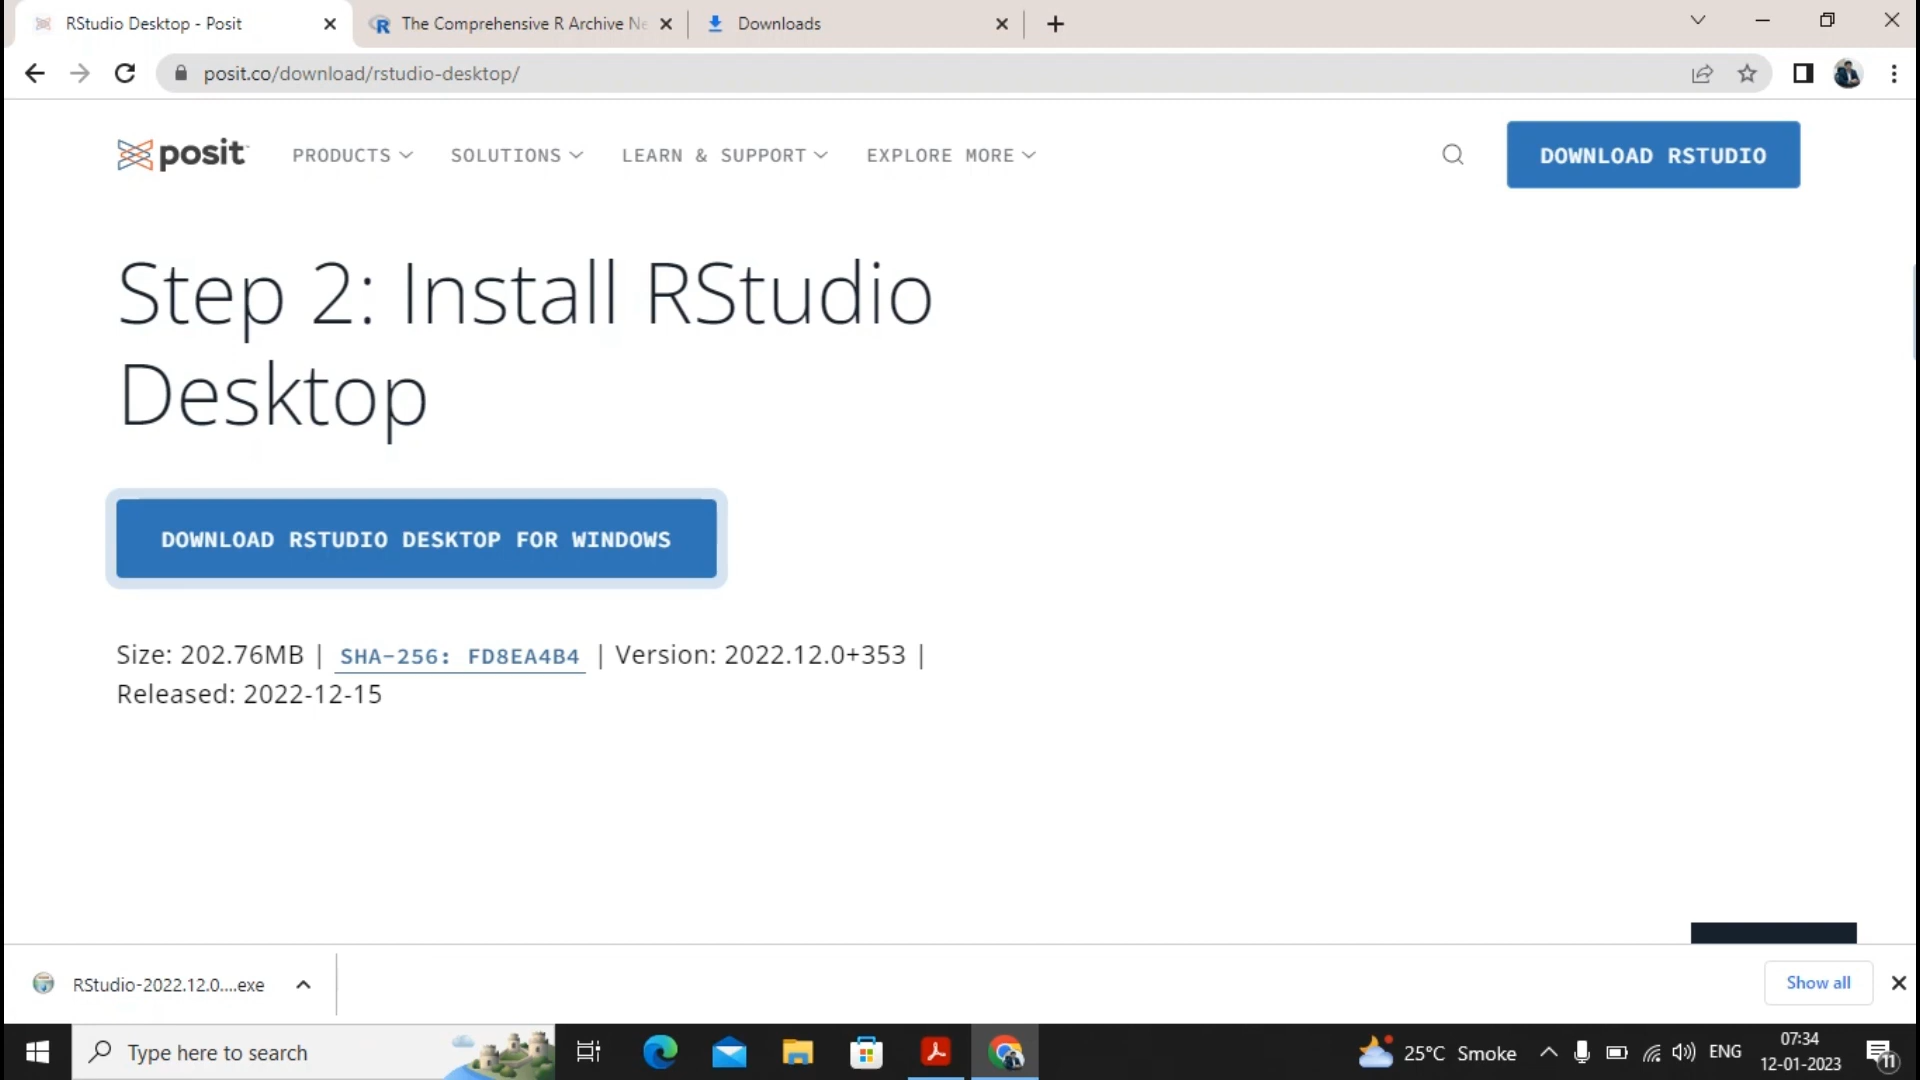 RStudio Desktop - Posit
The Comprehensive R Archive Ne
Downloads
posit.co/download/rstudio-desktop/
posit
PRODUCTS
SOLUTIONS
LEARN & SUPPORT
EXPLORE MORE
DOWNLOAD RSTUDIO
Step 2: Install RStudio
Desktop
DOWNLOAD RSTUDIO DESKTOP FOR WINDOWS
Size: 202.76MB | SHA-256: FD8EA4B4 | Version: 2022.12.0+353 |
Released: 2022-12-15
RStudio-2022.12.0....exe
Show all
Type here to search
25°C Smoke
ENG
07:34
12-01-2023
11